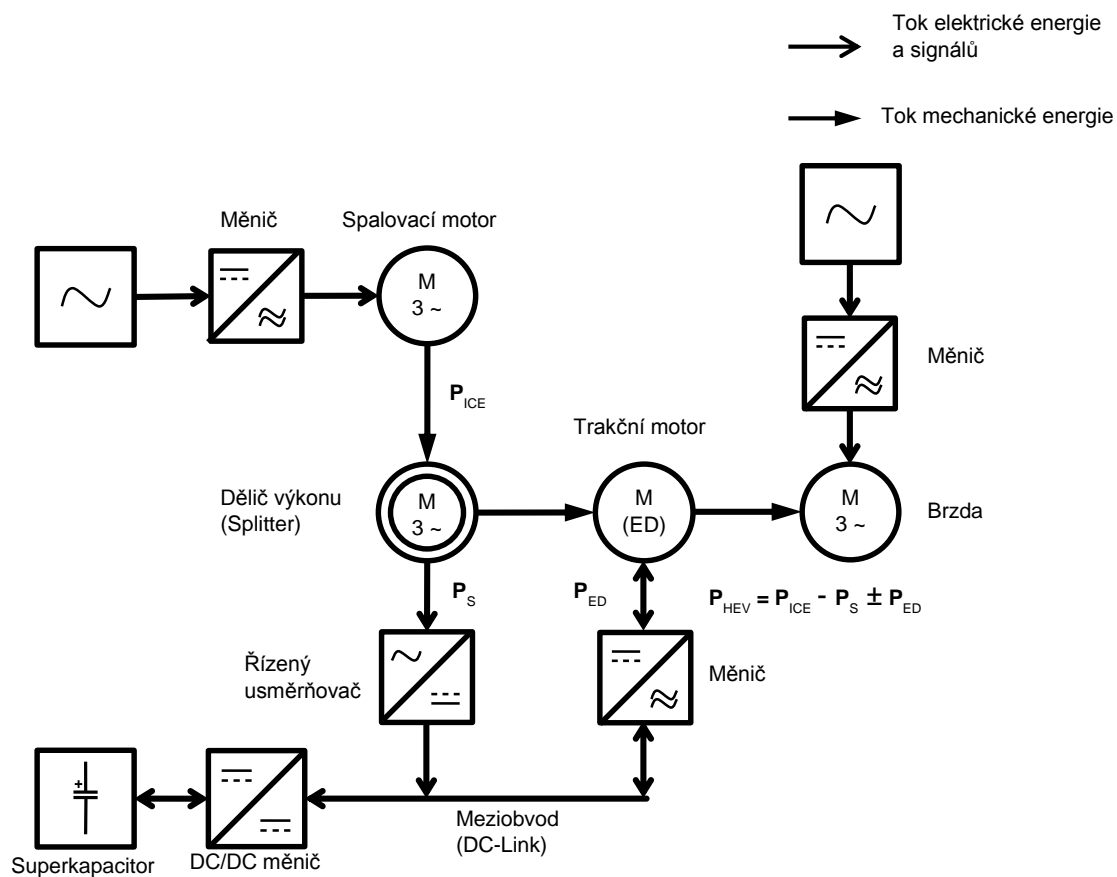 Tok elektrické energie
a signálů
Tok mechanické energie
Měnič
Spalovací motor
M
3 ~
P_ICE
Měnič
Trakční motor
Dělič výkonu
(Splitter)
M
3 ~
M
(ED)
M
3 ~
Brzda
P_S
P_ED
P_HEV = P_ICE - P_S ± P_ED
Řízený
usměrňovač
Měnič
+
Meziobvod
(DC-Link)
Superkapacitor
DC/DC měnič